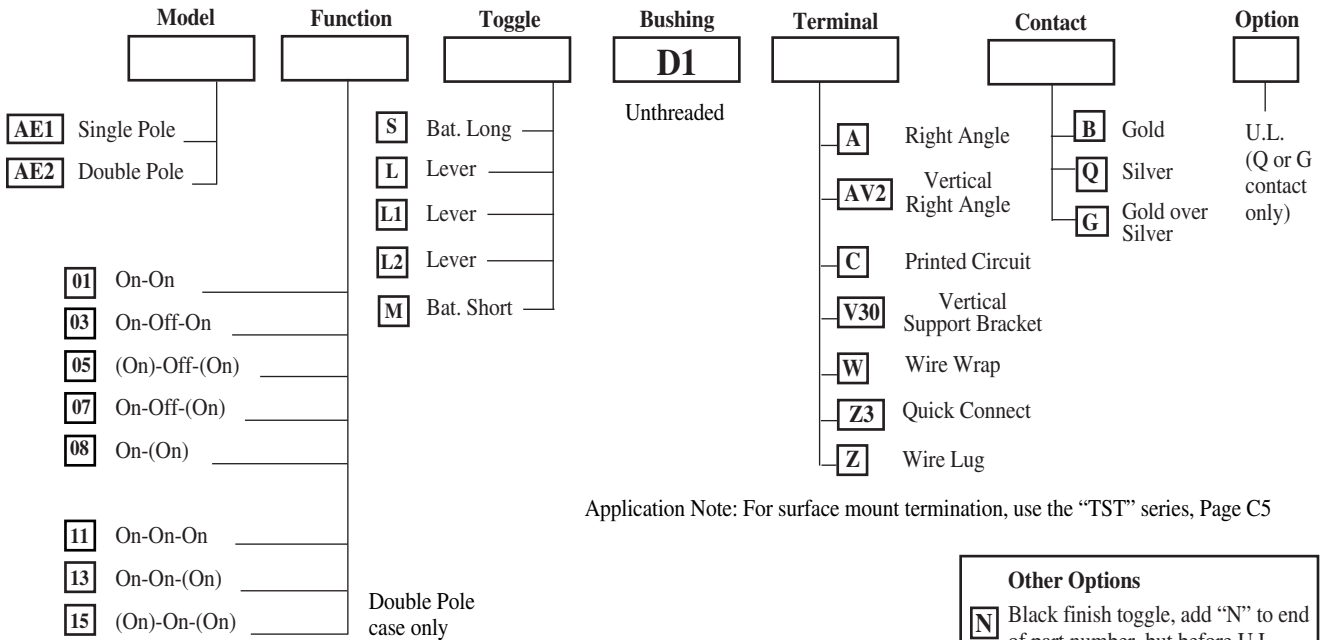 Model Function Toggle Bushing Terminal Contact Option
D1
Unthreaded
AE1 Single Pole
AE2 Double Pole
01 On-On
03 On-Off-On
05 (On)-Off-(On)
07 On-Off-(On)
08 On-(On)
11 On-On-On
13 On-On-(On)
15 (On)-On-(On)
Double Pole
case only
S Bat. Long
L Lever
L1 Lever
L2 Lever
M Bat. Short
A Right Angle
AV2 Vertical
Right Angle
C Printed Circuit
V30 Vertical
Support Bracket
W Wire Wrap
Z3 Quick Connect
Z Wire Lug
B Gold
Q Silver
G Gold over
Silver
U.L.
(Q or G
contact
only)
Application Note: For surface mount termination, use the “TST” series, Page C5
Other Options
N Black finish toggle, add “N” to end
of part number, but before U.L.